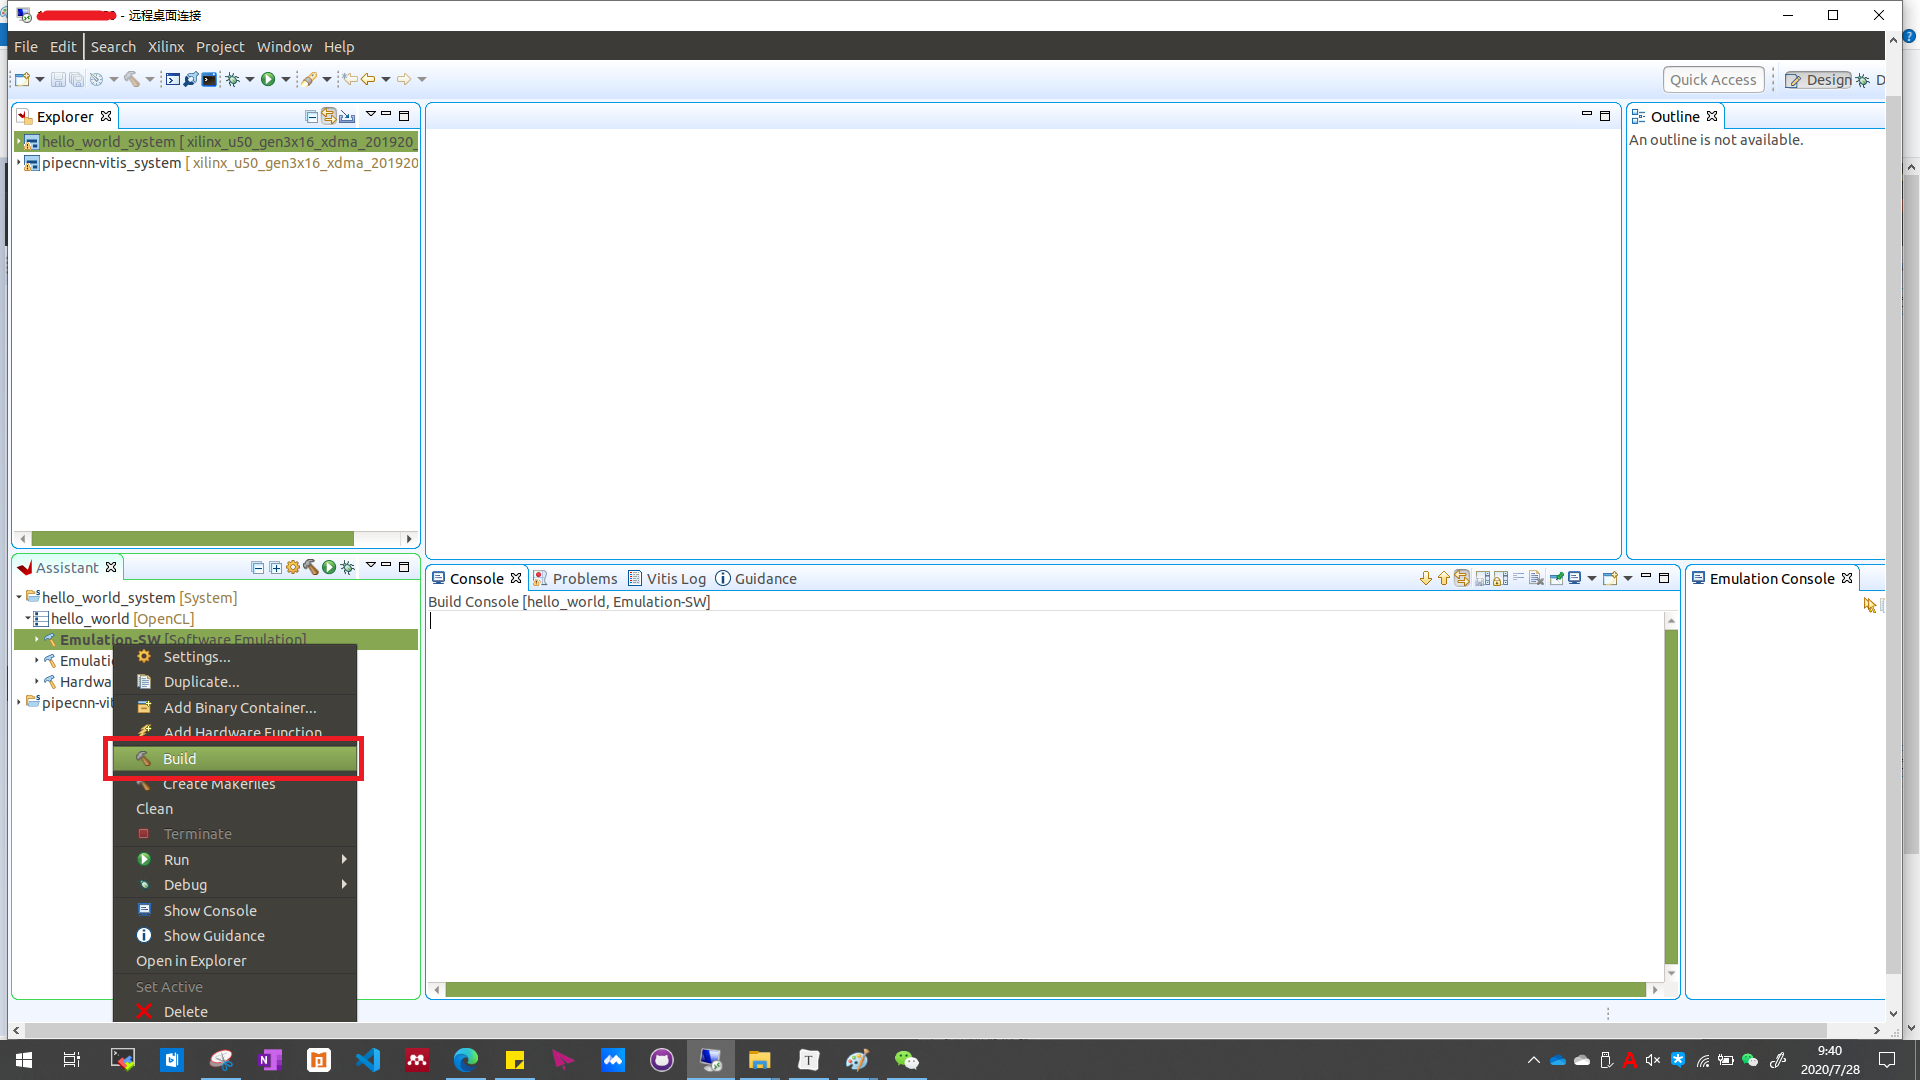 - 远程桌面连接
File Edit Search Xilinx Project Window Help
Quick Access
Design
D
Explorer
hello_world_system [ xilinx_u50_gen3x16_xdma_201920_
pipecnn-vitis_system [ xilinx_u50_gen3x16_xdma_201920
Outline
An outline is not available.
Assistant
hello_world_system [System]
hello_world [OpenCL]
Emulation-SW [Software Emulation]
Emulati
Hardwa
pipecnn-vit
Settings...
Duplicate...
Add Binary Container...
Add Hardware Function
Build
Create Makefiles
Clean
Terminate
Run
Debug
Show Console
Show Guidance
Open in Explorer
Set Active
Delete
Console Problems Vitis Log Guidance
Build Console [hello_world, Emulation-SW]
Emulation Console
9:40
2020/7/28